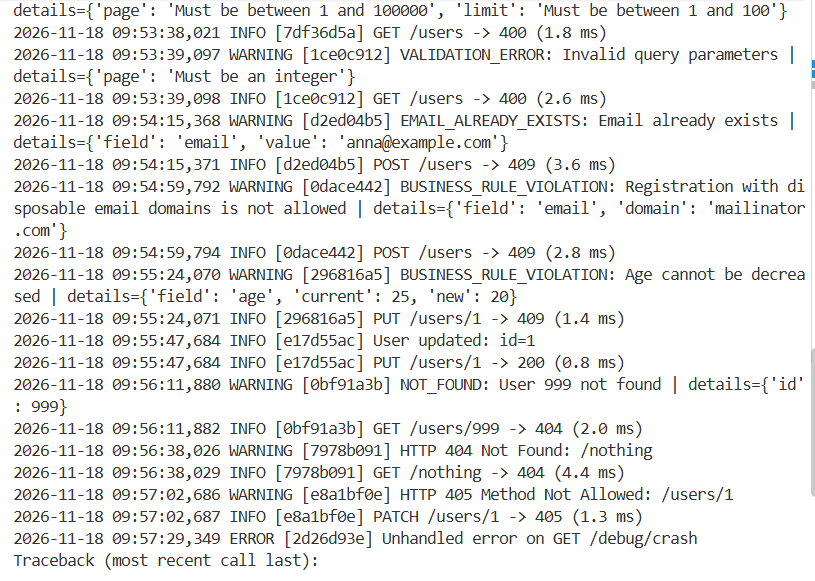 details={'page': 'Must be between 1 and 100000', 'limit': 'Must be between 1 and 100'}
2026-11-18 09:53:38,021 INFO [7df36d5a] GET /users -> 400 (1.8 ms)
2026-11-18 09:53:39,097 WARNING [1ce0c912] VALIDATION_ERROR: Invalid query parameters |
details={'page': 'Must be an integer'}
2026-11-18 09:53:39,098 INFO [1ce0c912] GET /users -> 400 (2.6 ms)
2026-11-18 09:54:15,368 WARNING [d2ed04b5] EMAIL_ALREADY_EXISTS: Email already exists |
details={'field': 'email', 'value': 'anna@example.com'}
2026-11-18 09:54:15,371 INFO [d2ed04b5] POST /users -> 409 (3.6 ms)
2026-11-18 09:54:59,792 WARNING [0dace442] BUSINESS_RULE_VIOLATION: Registration with di
sposable email domains is not allowed | details={'field': 'email', 'domain': 'mailinator
.com'}
2026-11-18 09:54:59,794 INFO [0dace442] POST /users -> 409 (2.8 ms)
2026-11-18 09:55:24,070 WARNING [296816a5] BUSINESS_RULE_VIOLATION: Age cannot be decrea
sed | details={'field': 'age', 'current': 25, 'new': 20}
2026-11-18 09:55:24,071 INFO [296816a5] PUT /users/1 -> 409 (1.4 ms)
2026-11-18 09:55:47,684 INFO [e17d55ac] User updated: id=1
2026-11-18 09:55:47,684 INFO [e17d55ac] PUT /users/1 -> 200 (0.8 ms)
2026-11-18 09:56:11,880 WARNING [0bf91a3b] NOT_FOUND: User 999 not found | details={'id'
: 999}
2026-11-18 09:56:11,882 INFO [0bf91a3b] GET /users/999 -> 404 (2.0 ms)
2026-11-18 09:56:38,026 WARNING [7978b091] HTTP 404 Not Found: /nothing
2026-11-18 09:56:38,029 INFO [7978b091] GET /nothing -> 404 (4.4 ms)
2026-11-18 09:57:02,686 WARNING [e8a1bf0e] HTTP 405 Method Not Allowed: /users/1
2026-11-18 09:57:02,687 INFO [e8a1bf0e] PATCH /users/1 -> 405 (1.3 ms)
2026-11-18 09:57:29,349 ERROR [2d26d93e] Unhandled error on GET /debug/crash
Traceback (most recent call last):